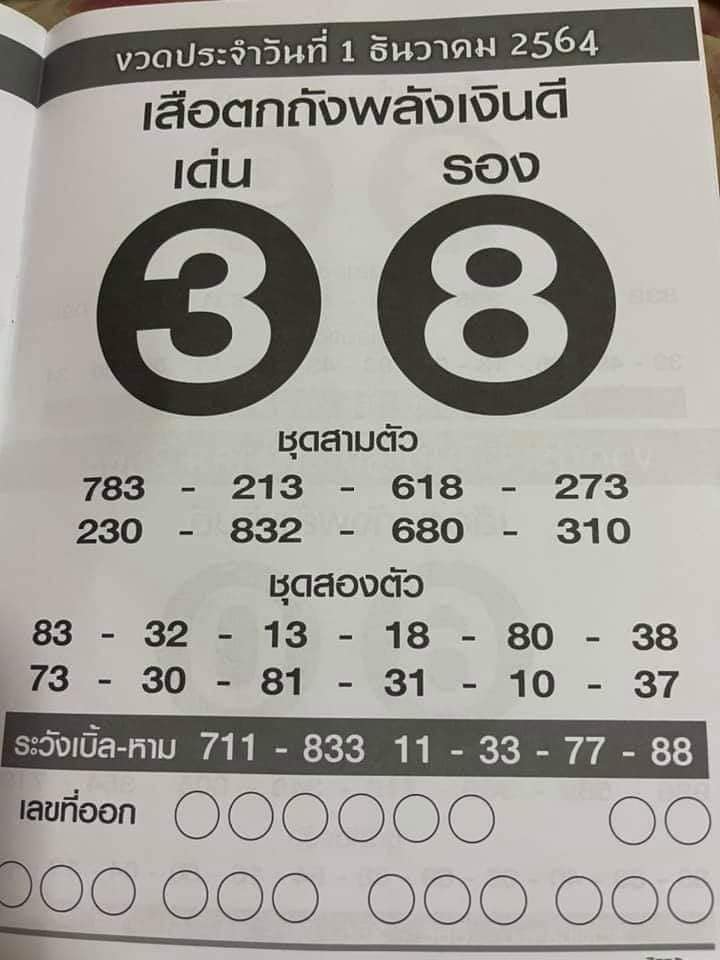 งวดประจำวันที่ 1 ธันวาคม 2564
เสือตกถังพลังเงินดี
เด่น รอง
3 8
ชุดสามตัว
783 - 213 - 618 - 273
230 - 832 - 680 - 310
ชุดสองตัว
83 - 32 - 13 - 18 - 80 - 38
73 - 30 - 81 - 31 - 10 - 37
ระวังเบิ้ล-หาม 711 - 833 11 - 33 - 77 - 88
เลขที่ออก